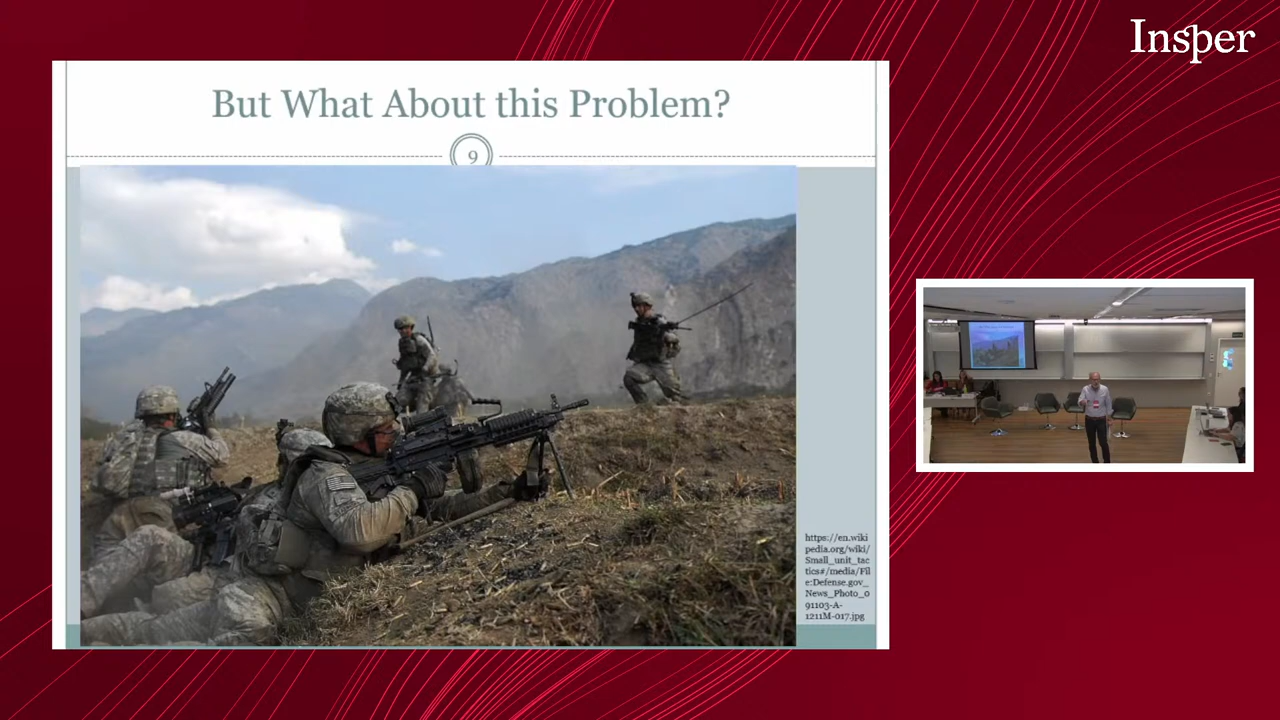 Insper
But What About this Problem?
9
https://en.wiki
pedia.org/wiki/
Small_unit_tac
tics#/media/Fil
e:Defense.gov_
News_Photo_0
91103-A-
1211M-017.jpg